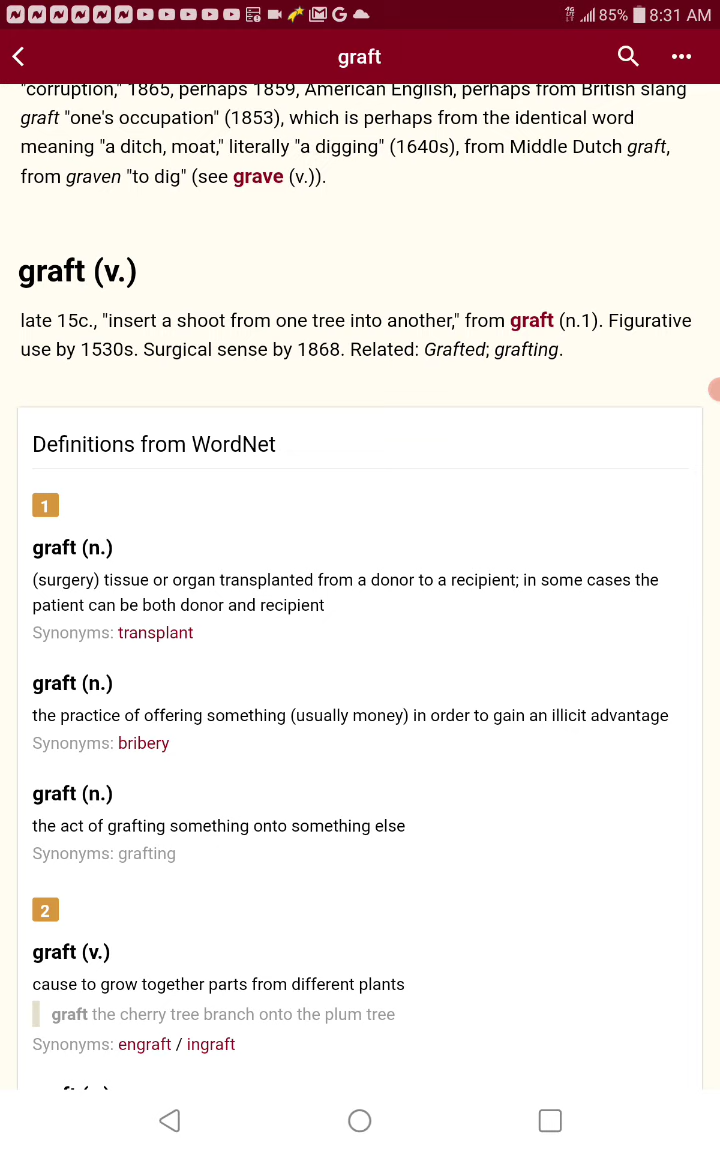 85% 8:31 AM
graft
"corruption," 1865, perhaps 1859, American English, perhaps from British slang
graft "one's occupation" (1853), which is perhaps from the identical word
meaning "a ditch, moat," literally "a digging" (1640s), from Middle Dutch graft,
from graven "to dig" (see grave (v.)).
graft (v.)
late 15c., "insert a shoot from one tree into another," from graft (n.1). Figurative
use by 1530s. Surgical sense by 1868. Related: Grafted; grafting.
Definitions from WordNet
1
graft (n.)
(surgery) tissue or organ transplanted from a donor to a recipient; in some cases the
patient can be both donor and recipient
Synonyms: transplant
graft (n.)
the practice of offering something (usually money) in order to gain an illicit advantage
Synonyms: bribery
graft (n.)
the act of grafting something onto something else
Synonyms: grafting
2
graft (v.)
cause to grow together parts from different plants
graft the cherry tree branch onto the plum tree
Synonyms: engraft / ingraft